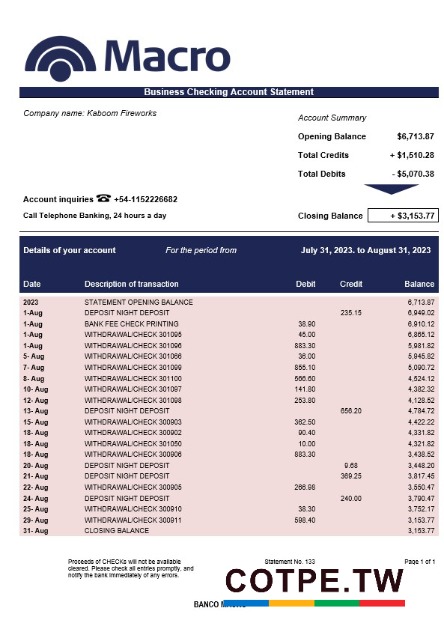 Macro
Business Checking Account Statement
Company name: Kaboom Fireworks
Account Summary
Opening Balance $6,713.87
Total Credits + $1,510.28
Total Debits - $5,070.38
Account inquiries ☎ +54-1152226682
Call Telephone Banking, 24 hours a day
Closing Balance + $3,153.77
Details of your account For the period from July 31, 2023. to August 31, 2023
Date Description of transaction Debit Credit Balance
2023 STATEMENT OPENING BALANCE 6,713.87
1-Aug DEPOSIT NIGHT DEPOSIT 235.15 6,949.02
1-Aug BANK FEE CHECK PRINTING 38.90 6,910.12
1-Aug WITHDRAWAL/CHECK 301095 45.00 6,865.12
1-Aug WITHDRAWAL/CHECK 301096 883.30 5,981.82
5- Aug WITHDRAWAL/CHECK 301066 36.00 5,945.82
7- Aug WITHDRAWAL/CHECK 301099 855.10 5,090.72
8- Aug WITHDRAWAL/CHECK 301100 566.60 4,524.12
10- Aug WITHDRAWAL/CHECK 301097 141.80 4,382.32
12- Aug WITHDRAWAL/CHECK 301098 253.80 4,128.52
13- Aug DEPOSIT NIGHT DEPOSIT 656.20 4,784.72
15- Aug WITHDRAWAL/CHECK 300903 362.50 4,422.22
18- Aug WITHDRAWAL/CHECK 300902 90.40 4,331.82
18- Aug WITHDRAWAL/CHECK 301050 10.00 4,321.82
18- Aug WITHDRAWAL/CHECK 300906 883.30 3,438.52
20- Aug DEPOSIT NIGHT DEPOSIT 9.68 3,448.20
21- Aug DEPOSIT NIGHT DEPOSIT 369.25 3,817.45
22- Aug WITHDRAWAL/CHECK 300905 266.98 3,550.47
24- Aug DEPOSIT NIGHT DEPOSIT 240.00 3,790.47
25- Aug WITHDRAWAL/CHECK 300910 38.30 3,752.17
29- Aug WITHDRAWAL/CHECK 300911 598.40 3,153.77
31- Aug CLOSING BALANCE 3,153.77
Proceeds of CHECKs will not be available Statement No. 133 Page 1 of 1
cleared. Please check all entries promptly, and
notify the bank immediately of any errors.
COTPE.TW
BANCO